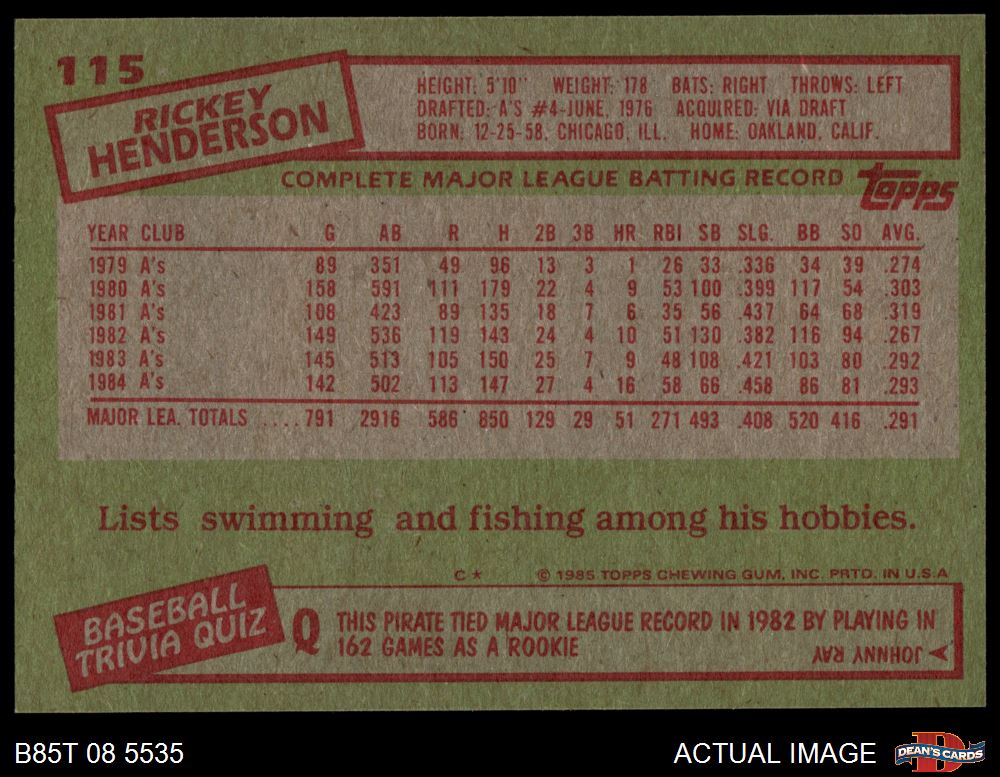 115
RICKEY
HENDERSON
HEIGHT: 5'10" WEIGHT: 178 BATS: RIGHT THROWS: LEFT
DRAFTED: A'S #4-JUNE, 1976 ACQUIRED: VIA DRAFT
BORN: 12-25-58, CHICAGO, ILL. HOME: OAKLAND, CALIF.
COMPLETE MAJOR LEAGUE BATTING RECORD topps
YEAR CLUB G AB R H 2B 3B HR RBI SB SLG. BB SO AVG.
1979 A's 89 351 49 96 13 3 1 26 33 .336 34 39 .274
1980 A's 158 591 111 179 22 4 9 53 100 .399 117 54 .303
1981 A's 108 423 89 135 18 7 6 35 56 .437 64 68 .319
1982 A's 149 536 119 143 24 4 10 51 130 .382 116 94 .267
1983 A's 145 513 105 150 25 7 9 48 108 .421 103 80 .292
1984 A's 142 502 113 147 27 4 16 58 66 .458 86 81 .293
MAJOR LEA. TOTALS ....791 2916 586 850 129 29 51 271 493 .408 520 416 .291
Lists swimming and fishing among his hobbies.
C* © 1985 TOPPS CHEWING GUM, INC. PRTD. IN U.S.A
BASEBALL
TRIVIA QUIZ
Q THIS PIRATE TIED MAJOR LEAGUE RECORD IN 1982 BY PLAYING IN
162 GAMES AS A ROOKIE
JOHNNY RAY
B85T 08 5535
ACTUAL IMAGE
D
DEAN'S CARDS